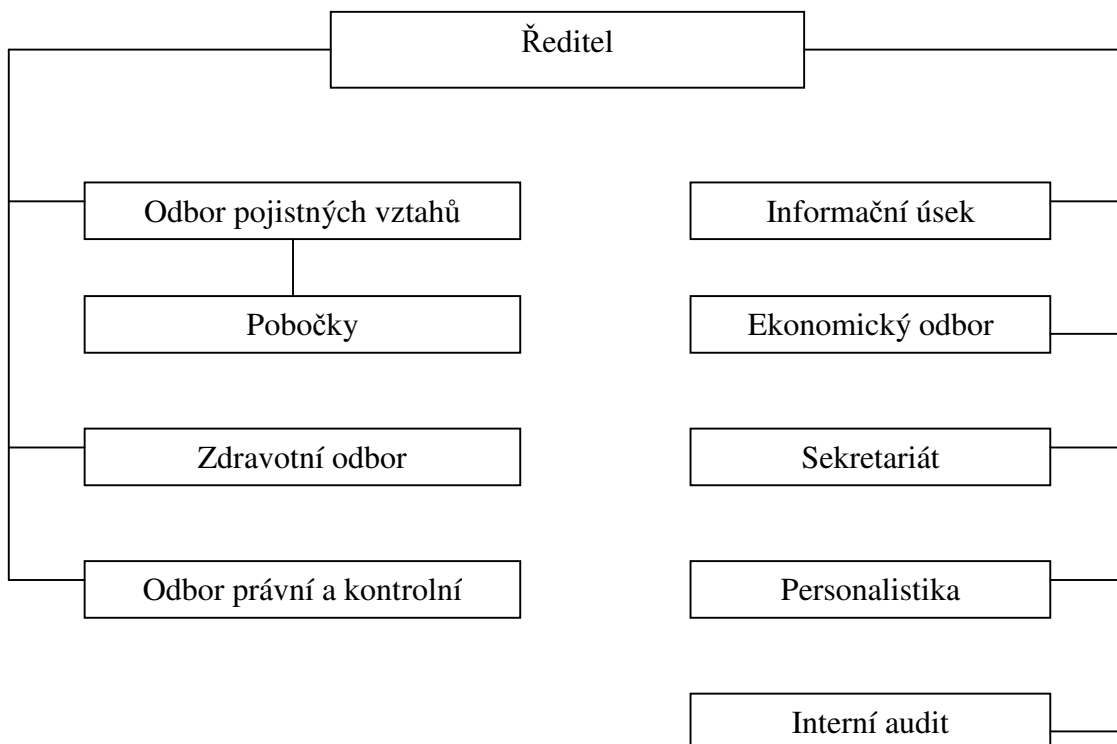 Ředitel
Odbor pojistných vztahů
Informační úsek
Pobočky
Ekonomický odbor
Zdravotní odbor
Sekretariát
Odbor právní a kontrolní
Personalistika
Interní audit